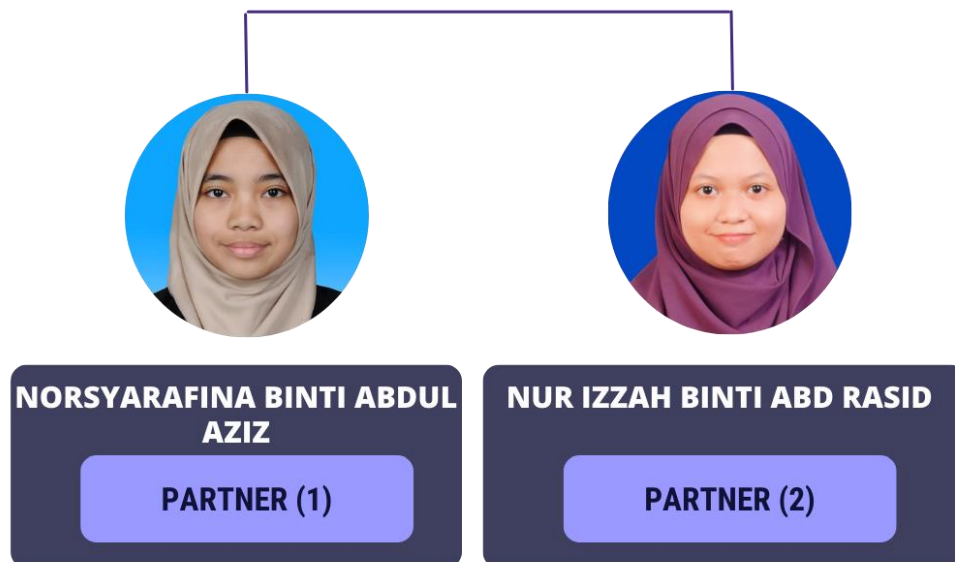 NORSYARAFINA BINTI ABDUL
AZIZ
PARTNER (1)
NUR IZZAH BINTI ABD RASID
PARTNER (2)